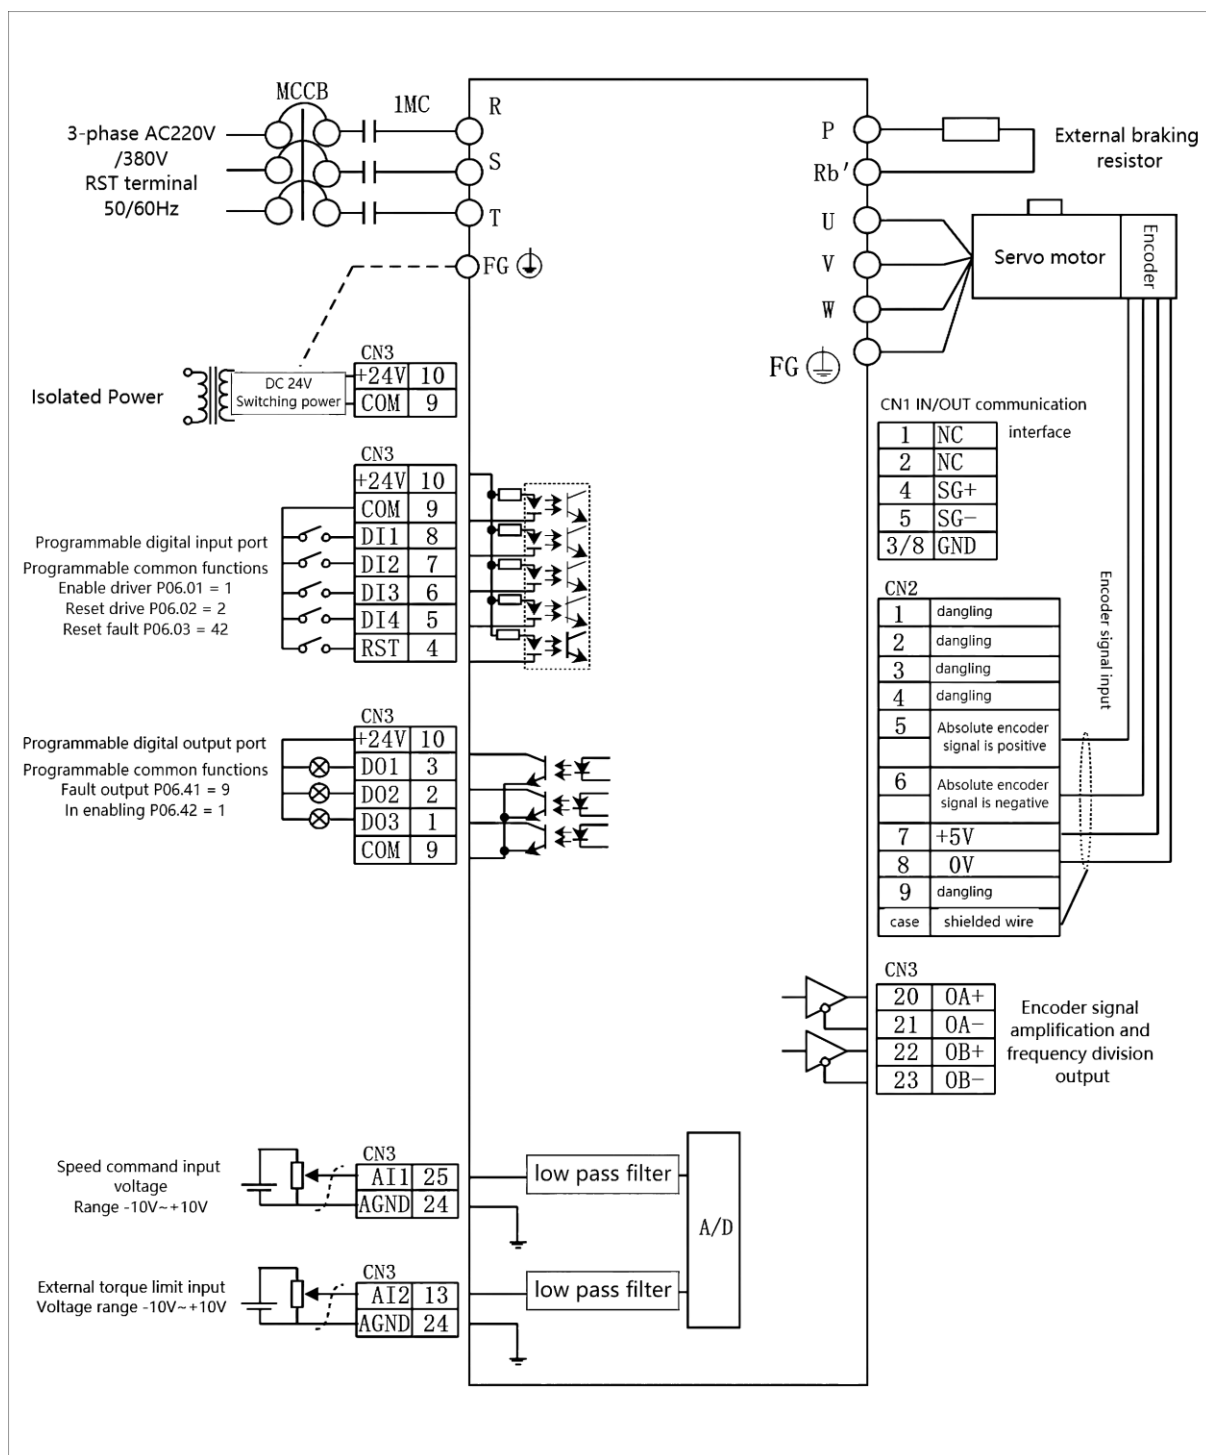 MCCB
1MC
3-phase AC220V
/380V
RST terminal
50/60Hz
R
S
T
FG
P
Rb'
External braking
resistor
U
V
W
FG
Servo motor
Encoder
Isolated Power
DC 24V
Switching power
CN3
+24V 10
COM 9
CN3
+24V 10
COM 9
DI1 8
DI2 7
DI3 6
DI4 5
RST 4
Programmable digital input port
Programmable common functions
Enable driver P06.01 = 1
Reset drive P06.02 = 2
Reset fault P06.03 = 42
CN3
+24V 10
DO1 3
DO2 2
DO3 1
COM 9
Programmable digital output port
Programmable common functions
Fault output P06.41 = 9
In enabling P06.42 = 1
CN1 IN/OUT communication
interface
1 NC
2 NC
4 SG+
5 SG-
3/8 GND
Encoder signal input
CN2
1 dangling
2 dangling
3 dangling
4 dangling
5 Absolute encoder
signal is positive
6 Absolute encoder
signal is negative
7 +5V
8 0V
9 dangling
case shielded wire
CN3
20 OA+
21 OA-
22 OB+
23 OB-
Encoder signal
amplification and
frequency division
output
Speed command input
voltage
Range -10V~+10V
CN3
AI1 25
AGND 24
low pass filter
A/D
External torque limit input
Voltage range -10V~+10V
CN3
AI2 13
AGND 24
low pass filter